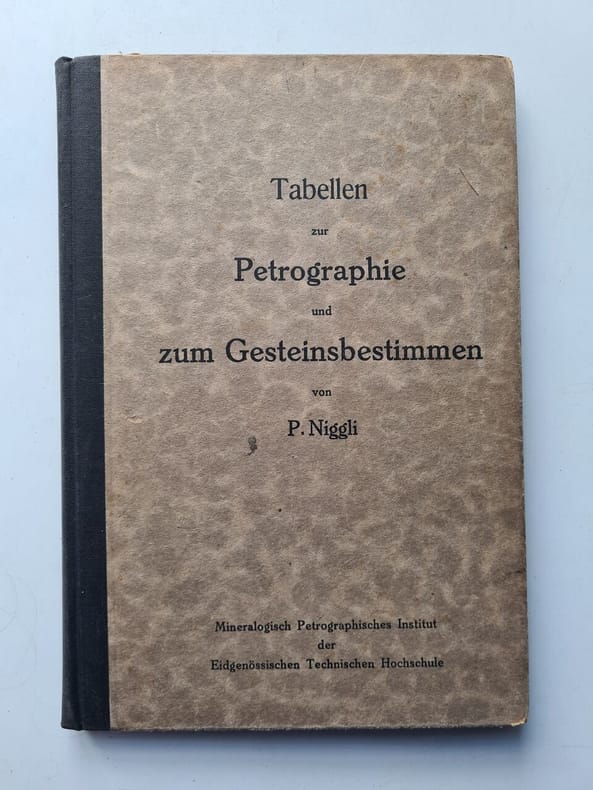 Tabellen
zur
Petrographie
und
zum Gesteinsbestimmen
von
P. Niggli
Mineralogisch Petrographisches Institut
der
Eidgenössischen Technischen Hochschule